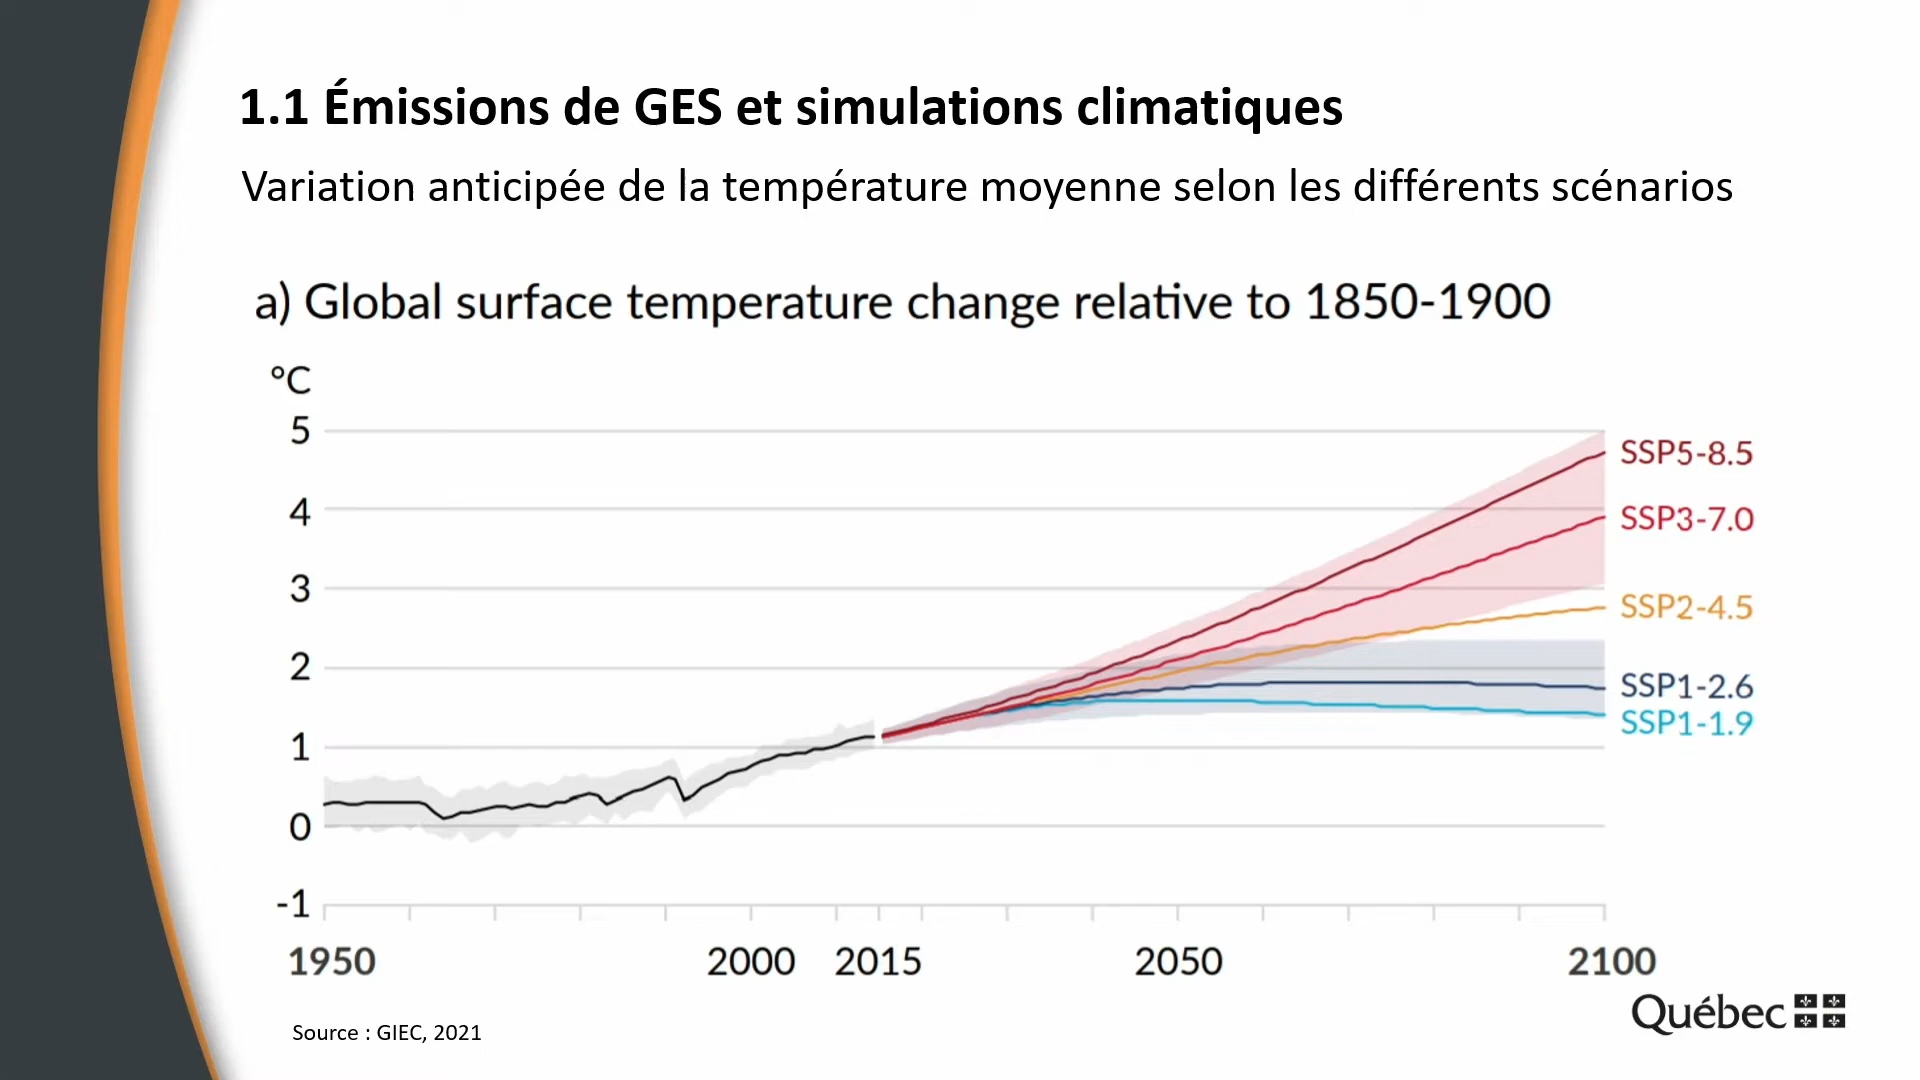 1.1 Émissions de GES et simulations climatiques
Variation anticipée de la température moyenne selon les différents scénarios
a) Global surface temperature change relative to 1850-1900
°C
5
4
3
2
1
0
-1
SSP5-8.5
SSP3-7.0
SSP2-4.5
SSP1-2.6
SSP1-1.9
1950 2000 2015 2050 2100
Source : GIEC, 2021
Québec